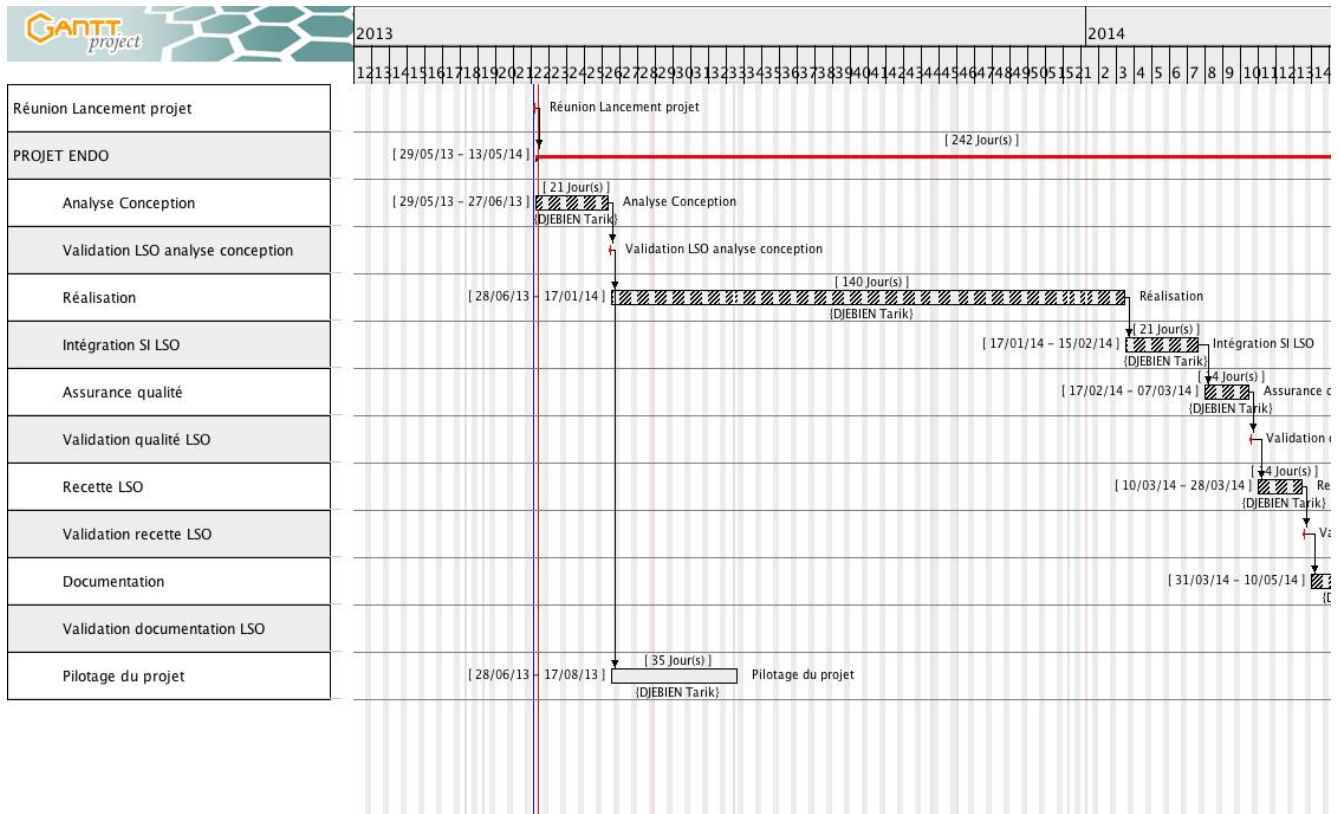 GANTT
project
2013
2014
12 13 14 15 16 17 18 19 20 21 22 23 24 25 26 27 28 29 30 31 32 33 34 35 36 37 38 39 40 41 42 43 44 45 46 47 48 49 50 51 52 1 2 3 4 5 6 7 8 9 10 11 12 13 14
Réunion Lancement projet
Réunion Lancement projet
PROJET ENDO
[ 29/05/13 - 13/05/14 ]
[ 242 Jour(s) ]
Analyse Conception
[ 29/05/13 - 27/06/13 ]
[ 21 Jour(s) ]
Analyse Conception
{DJEBIEN Tarik}
Validation LSO analyse conception
Validation LSO analyse conception
Réalisation
[ 28/06/13 - 17/01/14 ]
[ 140 Jour(s) ]
Réalisation
{DJEBIEN Tarik}
Intégration SI LSO
[ 17/01/14 - 15/02/14 ]
[ 21 Jour(s) ]
Intégration SI LSO
{DJEBIEN Tarik}
Assurance qualité
[ 17/02/14 - 07/03/14 ]
4 Jour(s) ]
Assurance
{DJEBIEN Tarik}
Validation qualité LSO
Validation
Recette LSO
[ 10/03/14 - 28/03/14 ]
4 Jour(s) ]
Re
{DJEBIEN Tarik}
Validation recette LSO
Va
Documentation
[ 31/03/14 - 10/05/14 ]
Validation documentation LSO
Pilotage du projet
[ 28/06/13 - 17/08/13 ]
[ 35 Jour(s) ]
Pilotage du projet
{DJEBIEN Tarik}